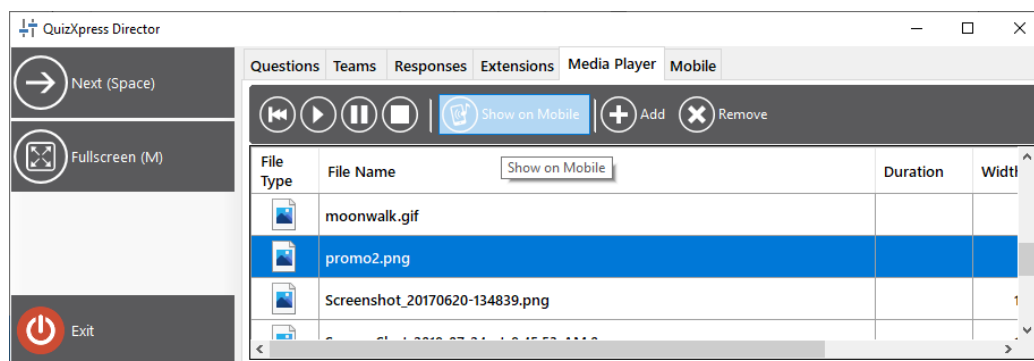 QuizXpress Director
Next (Space)
Fullscreen (M)
Exit
Questions Teams Responses Extensions Media Player Mobile
Show on Mobile Add Remove
File Type File Name Duration
Show on Mobile
moonwalk.gif
promo2.png
Screenshot_20170620-134839.png